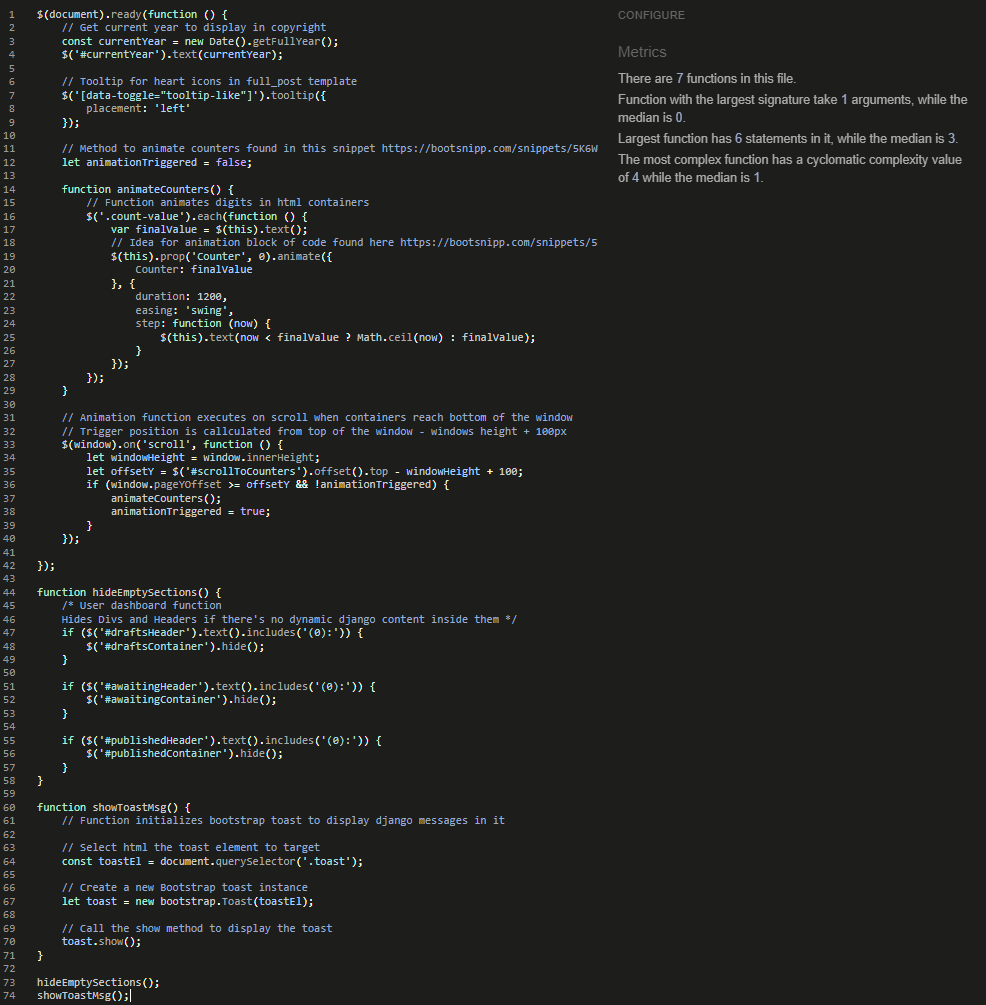 1 $(document).ready(function () {
2     // Get current year to display in copyright
3     const currentYear = new Date().getFullYear();
4     $('#currentYear').text(currentYear);
5
6     // Tooltip for heart icons in full_post template
7     $('[data-toggle="tooltip-like"]').tooltip({
8         placement: 'left'
9     });
10
11     // Method to animate counters found in this snippet https://bootsnipp.com/snippets/5K6W
12     let animationTriggered = false;
13
14     function animateCounters() {
15         // Function animates digits in html containers
16         $('.count-value').each(function () {
17             var finalValue = $(this).text();
18             // Idea for animation block of code found here https://bootsnipp.com/snippets/5
19             $(this).prop('Counter', 0).animate({
20                 Counter: finalValue
21             }, {
22                 duration: 1200,
23                 easing: 'swing',
24                 step: function (now) {
25                     $(this).text(now < finalValue ? Math.ceil(now) : finalValue);
26                 }
27             });
28         });
29     }
30
31     // Animation function executes on scroll when containers reach bottom of the window
32     // Trigger position is callculated from top of the window - windows height + 100px
33     $(window).on('scroll', function () {
34         let windowHeight = window.innerHeight;
35         let offsetY = $('#scrollToCounters').offset().top - windowHeight + 100;
36         if (window.pageYOffset >= offsetY && !animationTriggered) {
37             animateCounters();
38             animationTriggered = true;
39         }
40     });
41
42 });
43
44 function hideEmptySections() {
45     /* User dashboard function
46     Hides Divs and Headers if there's no dynamic django content inside them */
47     if ($('#draftsHeader').text().includes('(0):')) {
48         $('#draftsContainer').hide();
49     }
50
51     if ($('#awaitingHeader').text().includes('(0):')) {
52         $('#awaitingContainer').hide();
53     }
54
55     if ($('#publishedHeader').text().includes('(0):')) {
56         $('#publishedContainer').hide();
57     }
58 }
59
60 function showToastMsg() {
61     // Function initializes bootstrap toast to display django messages in it
62
63     // Select html the toast element to target
64     const toastEl = document.querySelector('.toast');
65
66     // Create a new Bootstrap toast instance
67     let toast = new bootstrap.Toast(toastEl);
68
69     // Call the show method to display the toast
70     toast.show();
71 }
72
73 hideEmptySections();
74 showToastMsg();
CONFIGURE
Metrics
There are 7 functions in this file.
Function with the largest signature take 1 arguments, while the
median is 0.
Largest function has 6 statements in it, while the median is 3.
The most complex function has a cyclomatic complexity value
of 4 while the median is 1.